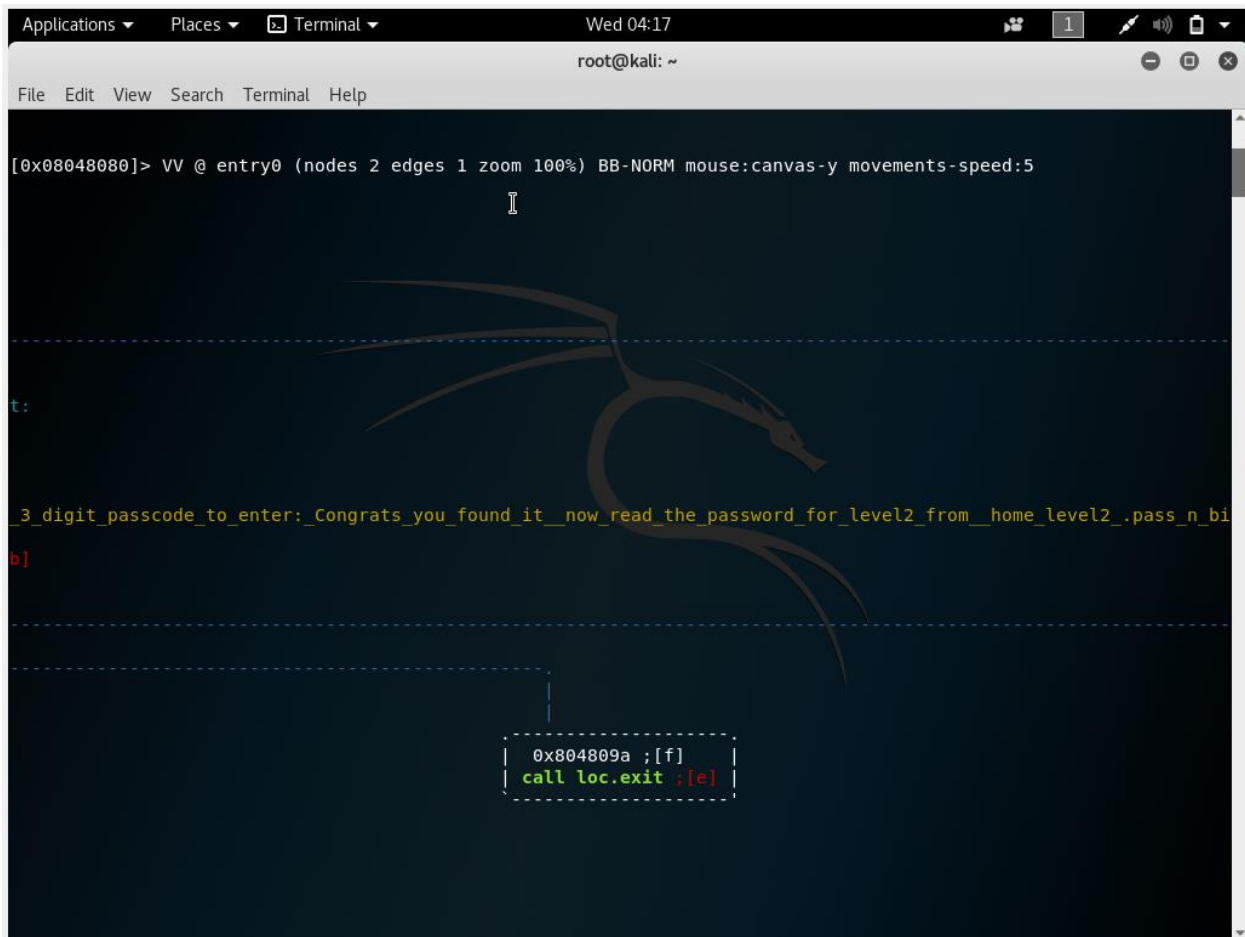 Applications Places Terminal Wed 04:17 1
root@kali: ~
File Edit View Search Terminal Help
[0x08048080]> VV @ entry0 (nodes 2 edges 1 zoom 100%) BB-NORM mouse:canvas-y movements-speed:5
t:
_3_digit_passcode_to_enter:_Congrats_you_found_it__now_read_the_password_for_level2_from__home_level2_.pass_n_bi
b]
0x804809a ;[f]
call loc.exit ;[e]